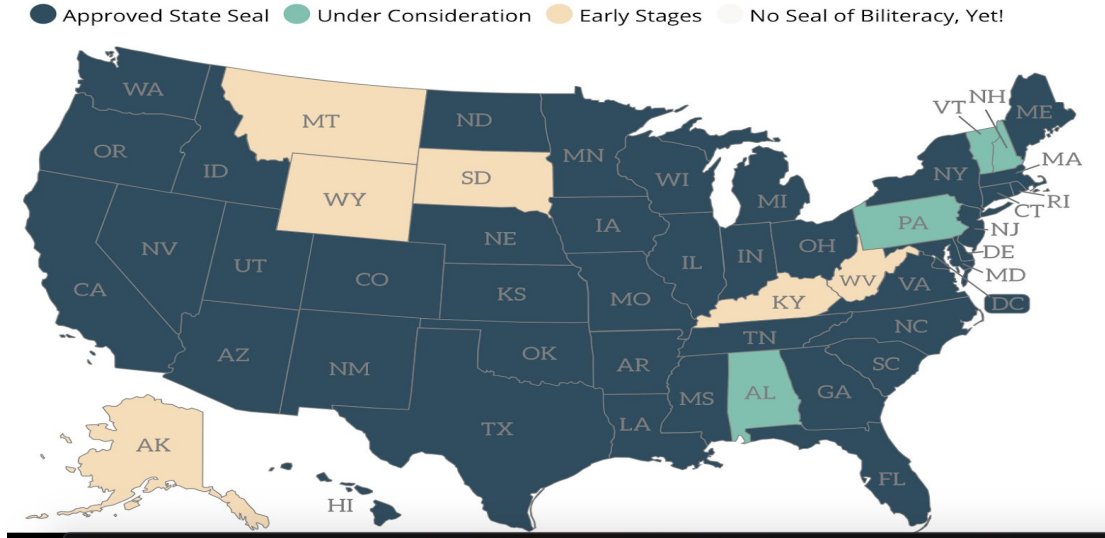 Approved State Seal Under Consideration Early Stages No Seal of Biliteracy, Yet!
WA
MT
ND
MN
OR
ID
WY
SD
WI
MI
NY
VT
NH
ME
MA
RI
CT
NJ
DE
MD
DC
PA
NV
UT
CO
NE
IA
IL
IN
OH
WV
VA
CA
KS
MO
KY
NC
AZ
NM
OK
AR
TN
SC
TX
LA
MS
AL
GA
FL
AK
HI